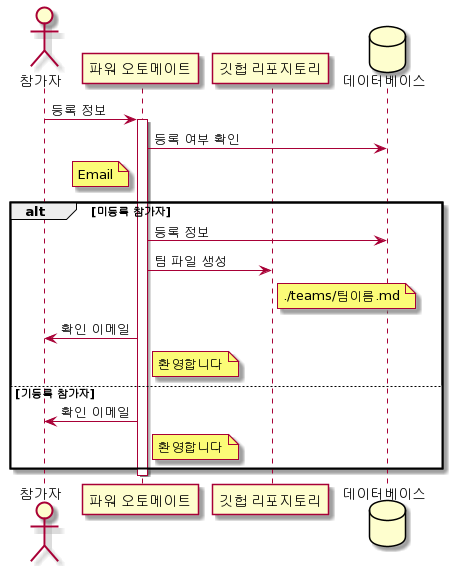 참가자
파워 오토메이트
깃헙 리포지토리
데이터베이스
등록 정보
등록 여부 확인
Email
alt [미등록 참가자]
등록 정보
팀 파일 생성
./teams/팀이름.md
확인 이메일
환영합니다
[기등록 참가자]
확인 이메일
환영합니다
참가자
파워 오토메이트
깃헙 리포지토리
데이터베이스